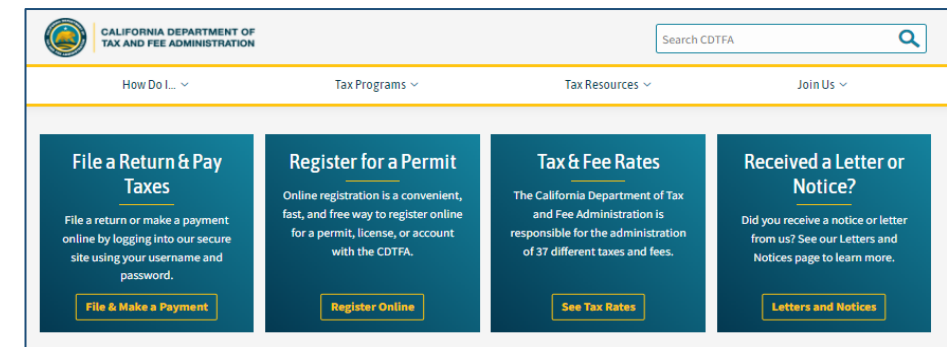 CALIFORNIA DEPARTMENT OF
TAX AND FEE ADMINISTRATION
Search CDTFA
How Do I...
Tax Programs
Tax Resources
Join Us
File a Return & Pay
Taxes
File a return or make a payment
online by logging into our secure
site using your username and
password.
File & Make a Payment
Register for a Permit
Online registration is a convenient,
fast, and free way to register online
for a permit, license, or account
with the CDTFA.
Register Online
Tax & Fee Rates
The California Department of Tax
and Fee Administration is
responsible for the administration
of 37 different taxes and fees.
See Tax Rates
Received a Letter or
Notice?
Did you receive a notice or letter
from us? See our Letters and
Notices page to learn more.
Letters and Notices